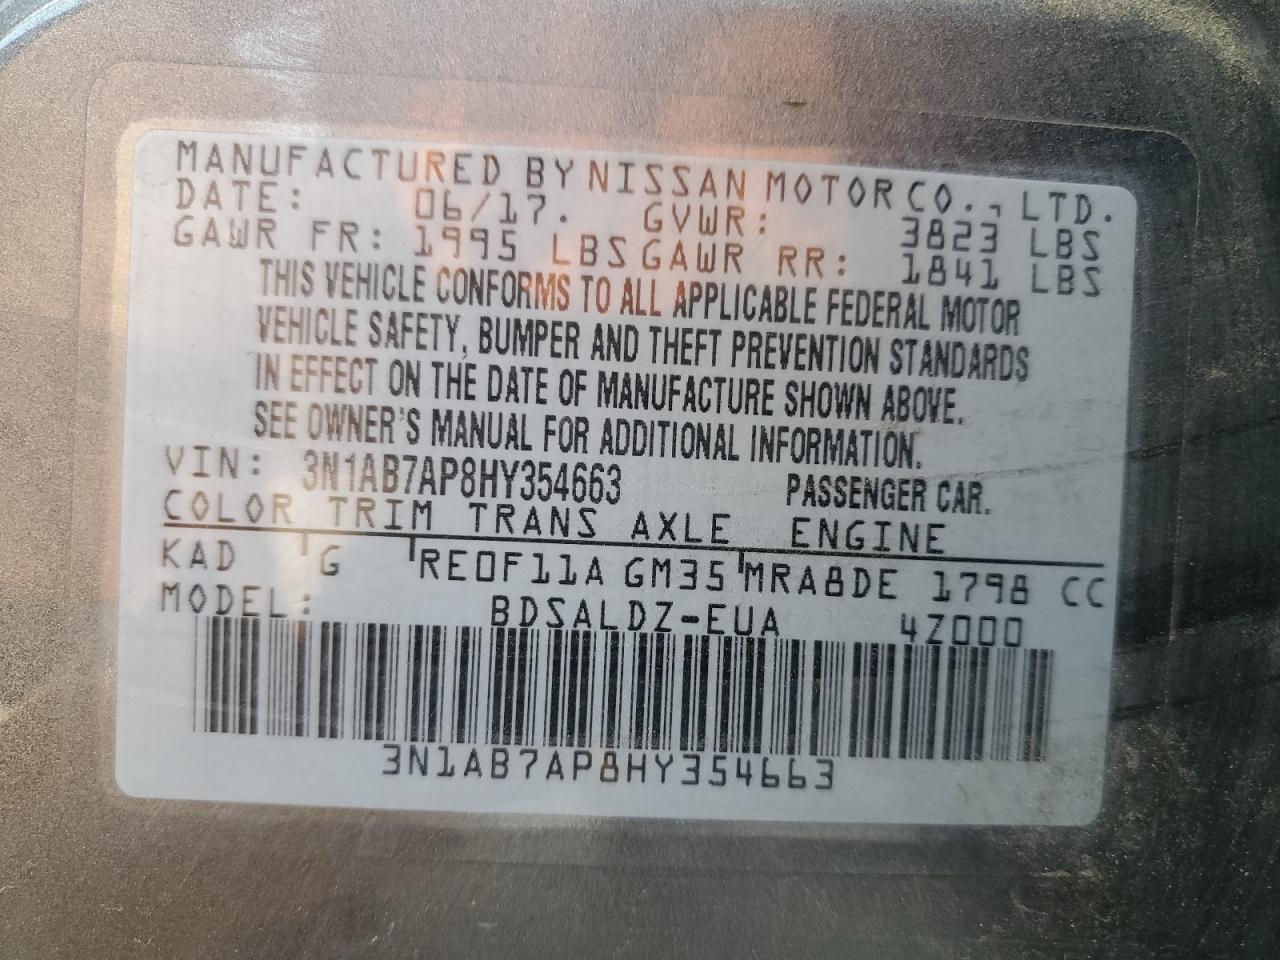 MANUFACTURED BY NISSAN MOTOR CO., LTD.
DATE: 06/17. GVWR: 3823 LBS
GAWR FR: 1995 LBS GAWR RR: 1841 LBS
THIS VEHICLE CONFORMS TO ALL APPLICABLE FEDERAL MOTOR
VEHICLE SAFETY, BUMPER AND THEFT PREVENTION STANDARDS
IN EFFECT ON THE DATE OF MANUFACTURE SHOWN ABOVE.
SEE OWNER'S MANUAL FOR ADDITIONAL INFORMATION.
VIN: 3N1AB7AP8HY354663 PASSENGER CAR.
COLOR TRIM TRANS AXLE ENGINE
KAD G RE0F11A GM35 MRA8DE 1798 CC
MODEL: BDSALDZ-EUA 4Z000
3N1AB7AP8HY354663